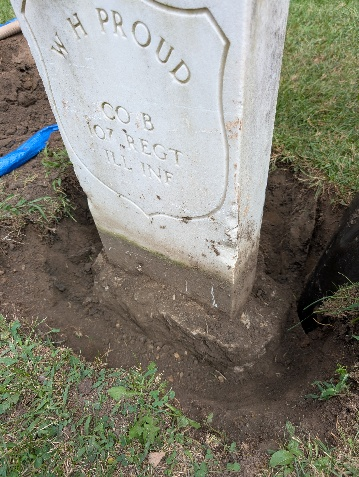 W H PROUD
CO. B
107 REGT
ILL INF